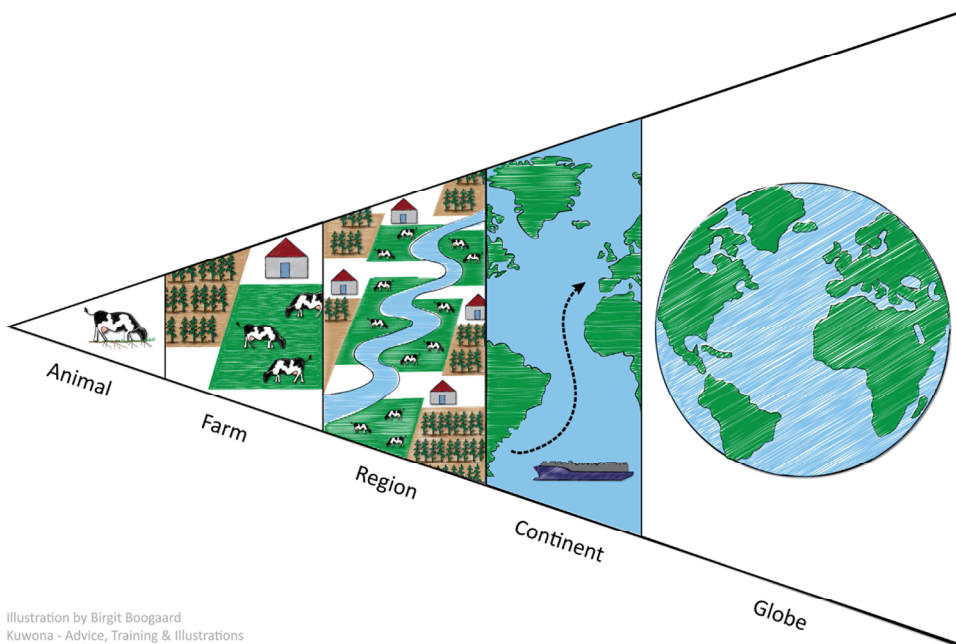 Animal
Farm
Region
Continent
Globe
Illustration by Birgit Boogaard
Kuwona - Advice, Training & Illustrations